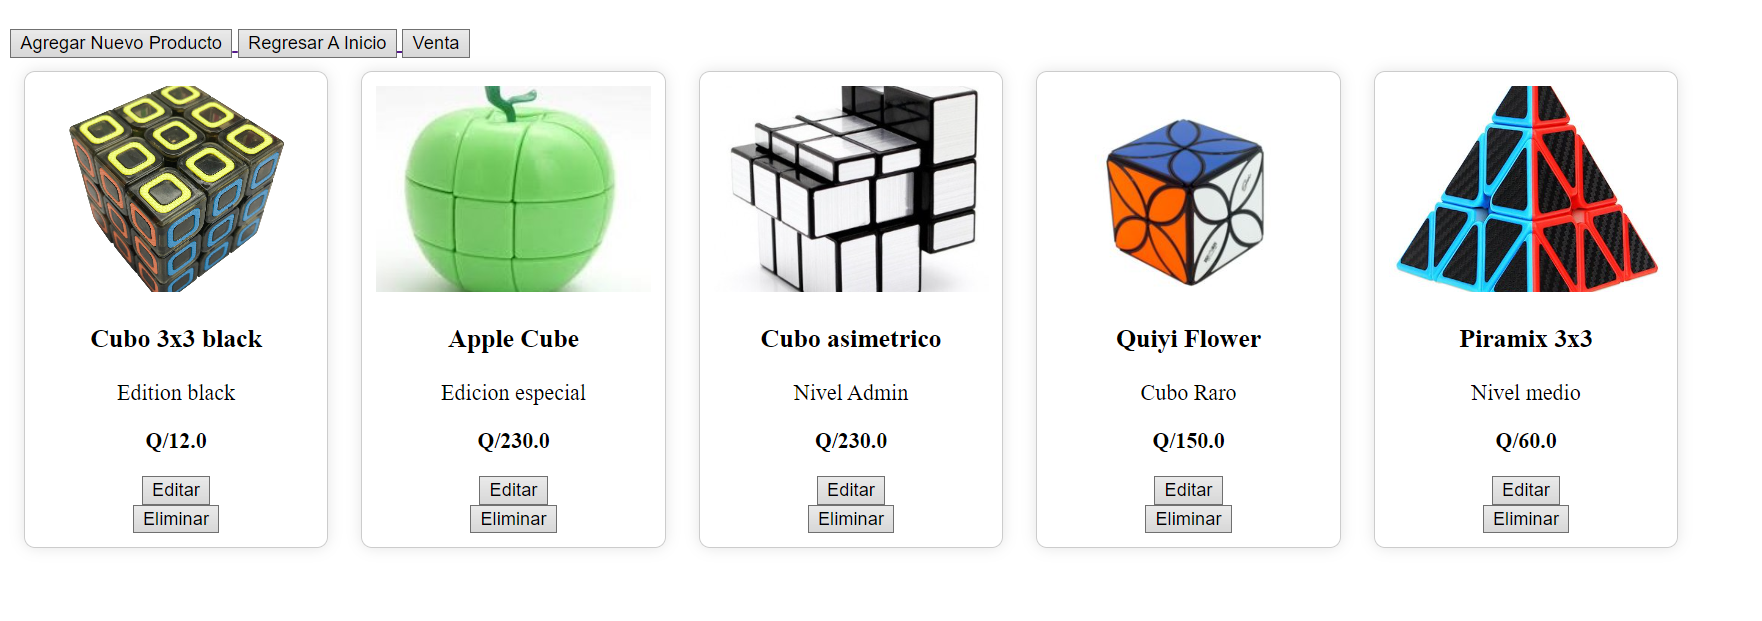 Agregar Nuevo Producto Regresar A Inicio Venta
Cubo 3x3 black
Edition black
Q/12.0
Editar
Eliminar
Apple Cube
Edicion especial
Q/230.0
Editar
Eliminar
Cubo asimetrico
Nivel Admin
Q/230.0
Editar
Eliminar
Quiyi Flower
Cubo Raro
Q/150.0
Editar
Eliminar
Piramix 3x3
Nivel medio
Q/60.0
Editar
Eliminar